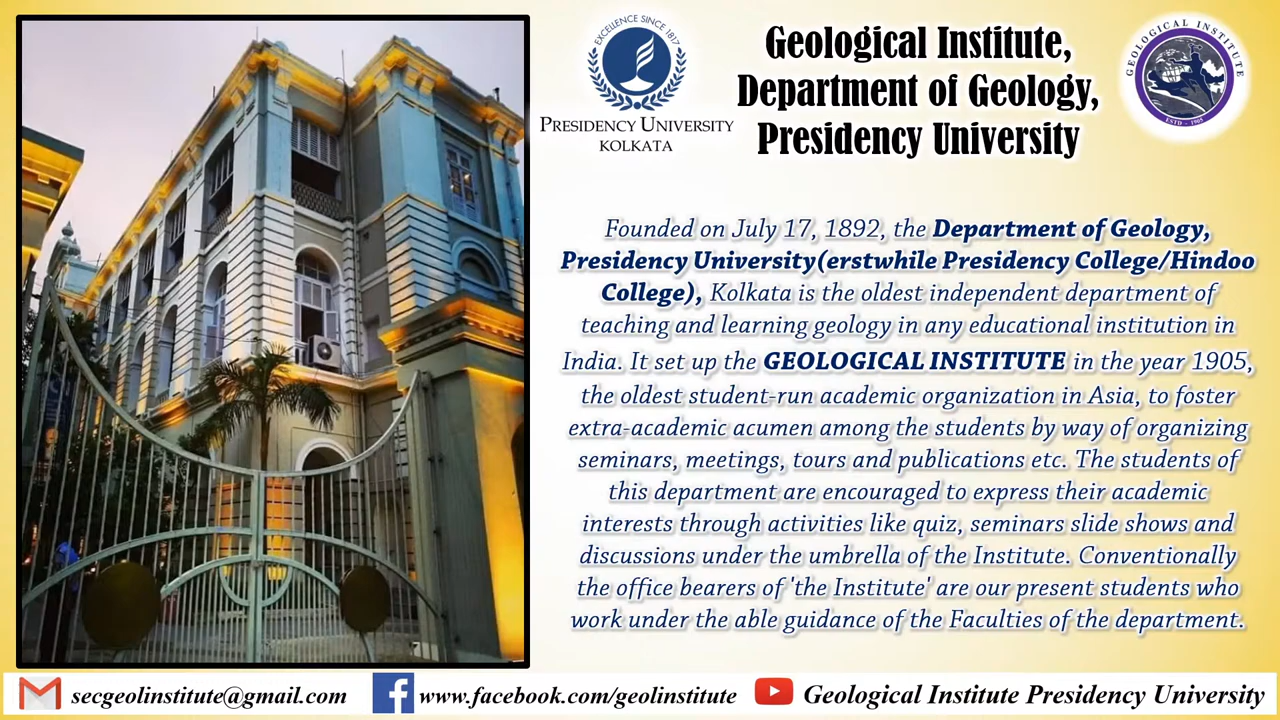 EXCELLENCE SINCE 1817
PRESIDENCY UNIVERSITY
KOLKATA
Geological Institute,
Department of Geology,
Presidency University
GEOLOGICAL INSTITUTE
ESTD - 1905
Founded on July 17, 1892, the Department of Geology,
Presidency University(erstwhile Presidency College/Hindoo
College), Kolkata is the oldest independent department of
teaching and learning geology in any educational institution in
India. It set up the GEOLOGICAL INSTITUTE in the year 1905,
the oldest student-run academic organization in Asia, to foster
extra-academic acumen among the students by way of organizing
seminars, meetings, tours and publications etc. The students of
this department are encouraged to express their academic
interests through activities like quiz, seminars slide shows and
discussions under the umbrella of the Institute. Conventionally
the office bearers of 'the Institute' are our present students who
work under the able guidance of the Faculties of the department.
secgeolinstitute@gmail.com
www.facebook.com/geolinstitute
Geological Institute Presidency University